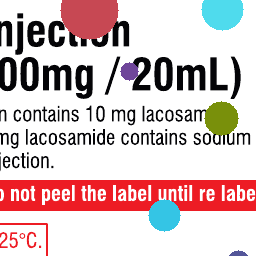 njection
00mg / 20mL)
n contains 10 mg lacosam
mg lacosamide contains sodium
jection.
o not peel the label until re labe
25°C.